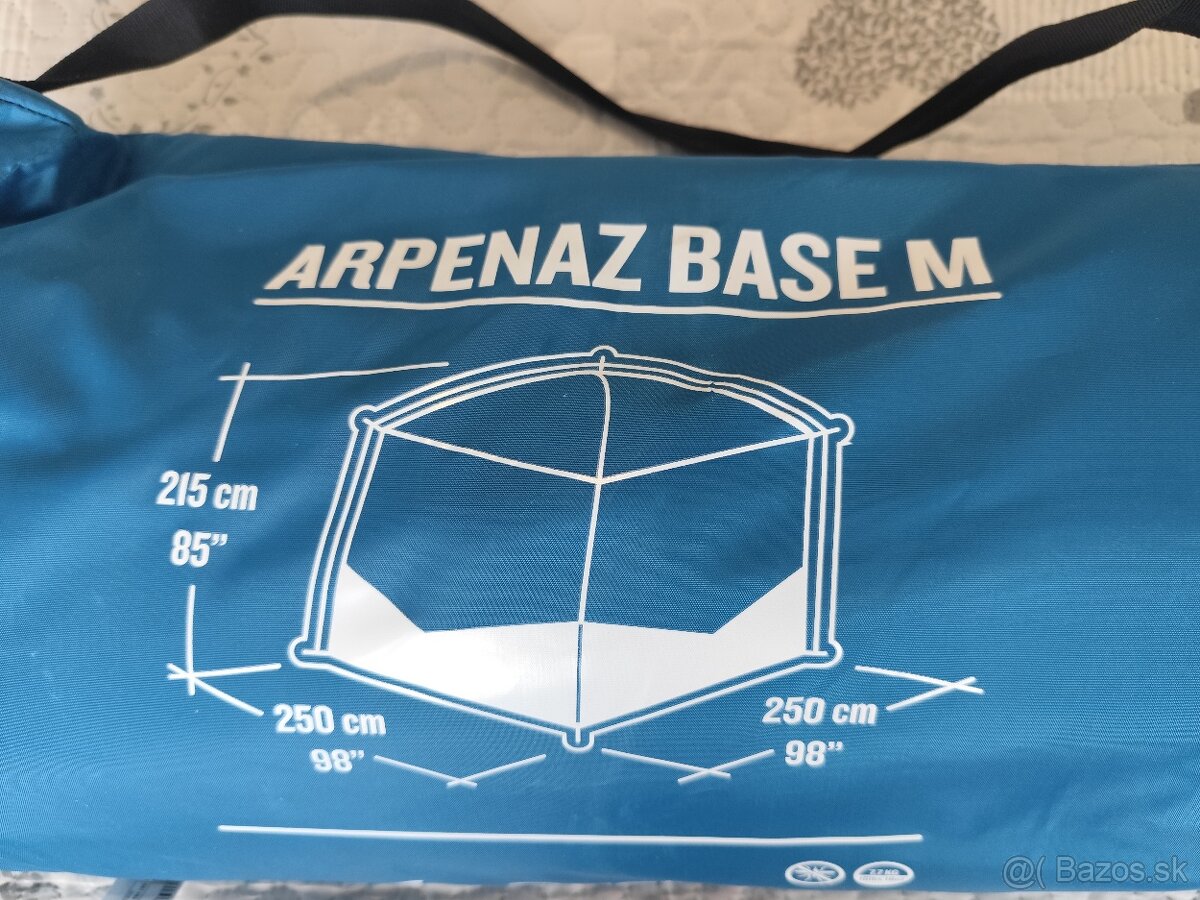 ARPENAZ BASE M
215 cm
85”
250 cm
98”
250 cm
98”
@( Bazos.sk